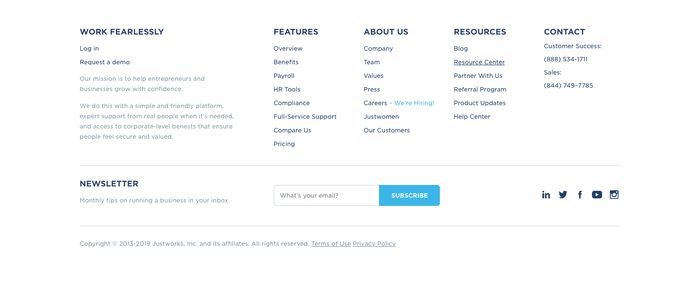 WORK FEARLESSLY
Log in
Request a demo
Our mission is to help entrepreneurs and
businesses grow with confidence.
We do this with a simple and friendly platform,
expert support from real people when it's needed,
and access to corporate-level benefits that ensure
people feel secure and valued.
FEATURES
Overview
Benefits
Payroll
HR Tools
Compliance
Full-Service Support
Compare Us
Pricing
ABOUT US
Company
Team
Values
Press
Careers - We're Hiring!
Justwomen
Our Customers
RESOURCES
Blog
Resource Center
Partner With Us
Referral Program
Product Updates
Help Center
CONTACT
Customer Success:
(888) 534-1711
Sales:
(844) 749-7785
NEWSLETTER
Monthly tips on running a business in your inbox.
What's your email?
SUBSCRIBE
Copyright © 2013-2019 Justworks, Inc. and its affiliates. All rights reserved. Terms of Use Privacy Policy